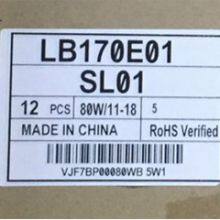 LB170E01
SL01
12 PCS 80W/11-18 5
MADE IN CHINA RoHS Verified
VJF7BP00080WB 5W1